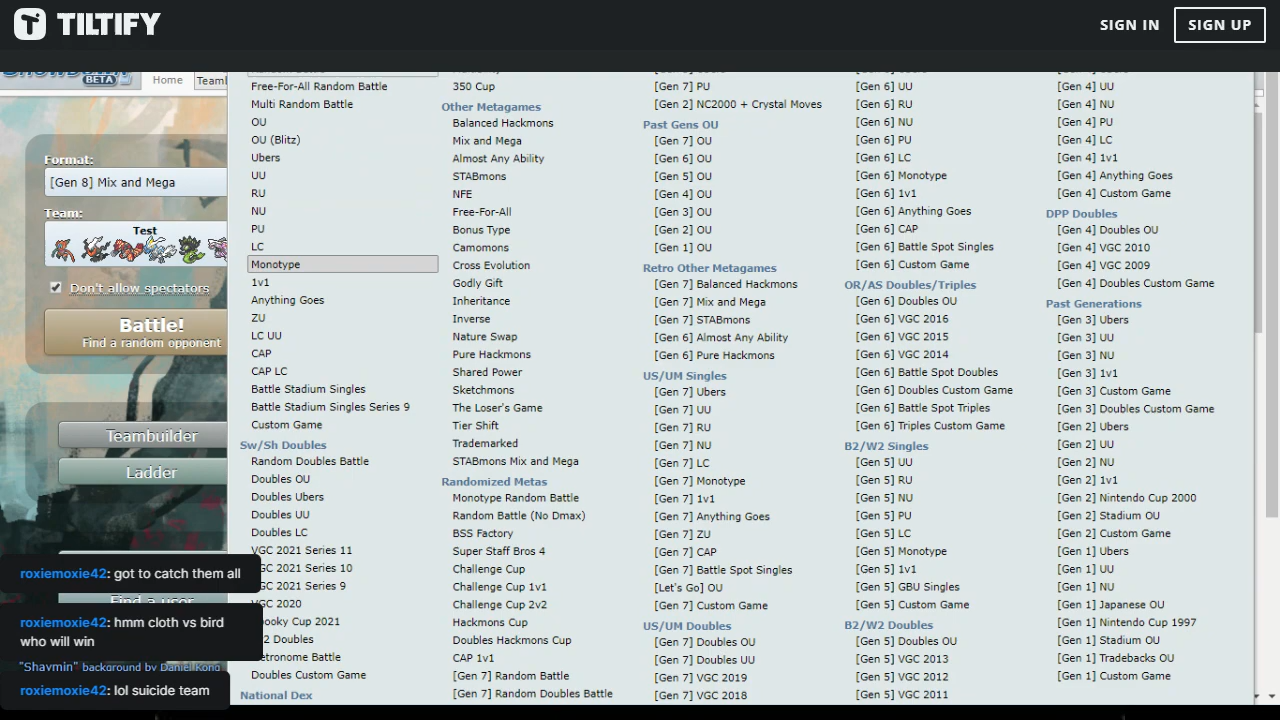 TILTIFY
SIGN IN
SIGN UP
BETA
Home
Format:
[Gen 8] Mix and Mega
Team:
Test
Don't allow spectators
Battle!
Find a random opponent
Teambuilder
Ladder
Find a user
roxiemoxie42: got to catch them all
roxiemoxie42: hmm cloth vs bird
who will win
"Shaymin" background by Daniel Kong
roxiemoxie42: lol suicide team
Free-For-All Random Battle
Multi Random Battle
OU
OU (Blitz)
Ubers
UU
RU
NU
PU
LC
Monotype
1v1
Anything Goes
ZU
LC UU
CAP
CAP LC
Battle Stadium Singles
Battle Stadium Singles Series 9
Custom Game
Sw/Sh Doubles
Random Doubles Battle
Doubles OU
Doubles Ubers
Doubles UU
Doubles LC
VGC 2021 Series 11
VGC 2021 Series 10
VGC 2021 Series 9
VGC 2020
Cup 2021
Doubles
Battle
Doubles Custom Game
National Dex
350 Cup
Other Metagames
Balanced Hackmons
Mix and Mega
Almost Any Ability
STABmons
NFE
Free-For-All
Bonus Type
Camomons
Cross Evolution
Godly Gift
Inheritance
Inverse
Nature Swap
Pure Hackmons
Shared Power
Sketchmons
The Loser's Game
Tier Shift
Trademarked
STABmons Mix and Mega
Randomized Metas
Monotype Random Battle
Random Battle (No Dmax)
BSS Factory
Super Staff Bros 4
Challenge Cup
Challenge Cup 1v1
Challenge Cup 2v2
Hackmons Cup
Doubles Hackmons Cup
CAP 1v1
[Gen 7] Random Battle
[Gen 7] Random Doubles Battle
[Gen 7] PU
[Gen 2] NC2000 + Crystal Moves
Past Gens OU
[Gen 7] OU
[Gen 6] OU
[Gen 5] OU
[Gen 4] OU
[Gen 3] OU
[Gen 2] OU
[Gen 1] OU
Retro Other Metagames
[Gen 7] Balanced Hackmons
[Gen 7] Mix and Mega
[Gen 7] STABmons
[Gen 6] Almost Any Ability
[Gen 6] Pure Hackmons
US/UM Singles
[Gen 7] Ubers
[Gen 7] UU
[Gen 7] RU
[Gen 7] NU
[Gen 7] LC
[Gen 7] Monotype
[Gen 7] 1v1
[Gen 7] Anything Goes
[Gen 7] ZU
[Gen 7] CAP
[Gen 7] Battle Spot Singles
[Let's Go] OU
[Gen 7] Custom Game
US/UM Doubles
[Gen 7] Doubles OU
[Gen 7] Doubles UU
[Gen 7] VGC 2019
[Gen 7] VGC 2018
[Gen 6] UU
[Gen 6] RU
[Gen 6] NU
[Gen 6] PU
[Gen 6] LC
[Gen 6] Monotype
[Gen 6] 1v1
[Gen 6] Anything Goes
[Gen 6] CAP
[Gen 6] Battle Spot Singles
[Gen 6] Custom Game
OR/AS Doubles/Triples
[Gen 6] Doubles OU
[Gen 6] VGC 2016
[Gen 6] VGC 2015
[Gen 6] VGC 2014
[Gen 6] Battle Spot Doubles
[Gen 6] Doubles Custom Game
[Gen 6] Battle Spot Triples
[Gen 6] Triples Custom Game
B2/W2 Singles
[Gen 5] UU
[Gen 5] RU
[Gen 5] NU
[Gen 5] PU
[Gen 5] LC
[Gen 5] Monotype
[Gen 5] 1v1
[Gen 5] GBU Singles
[Gen 5] Custom Game
B2/W2 Doubles
[Gen 5] Doubles OU
[Gen 5] VGC 2013
[Gen 5] VGC 2012
[Gen 5] VGC 2011
[Gen 4] UU
[Gen 4] NU
[Gen 4] PU
[Gen 4] LC
[Gen 4] 1v1
[Gen 4] Anything Goes
[Gen 4] Custom Game
DPP Doubles
[Gen 4] Doubles OU
[Gen 4] VGC 2010
[Gen 4] VGC 2009
[Gen 4] Doubles Custom Game
Past Generations
[Gen 3] Ubers
[Gen 3] UU
[Gen 3] NU
[Gen 3] 1v1
[Gen 3] Custom Game
[Gen 3] Doubles Custom Game
[Gen 2] Ubers
[Gen 2] UU
[Gen 2] NU
[Gen 2] 1v1
[Gen 2] Nintendo Cup 2000
[Gen 2] Stadium OU
[Gen 2] Custom Game
[Gen 1] Ubers
[Gen 1] UU
[Gen 1] NU
[Gen 1] Japanese OU
[Gen 1] Nintendo Cup 1997
[Gen 1] Stadium OU
[Gen 1] Tradebacks OU
[Gen 1] Custom Game